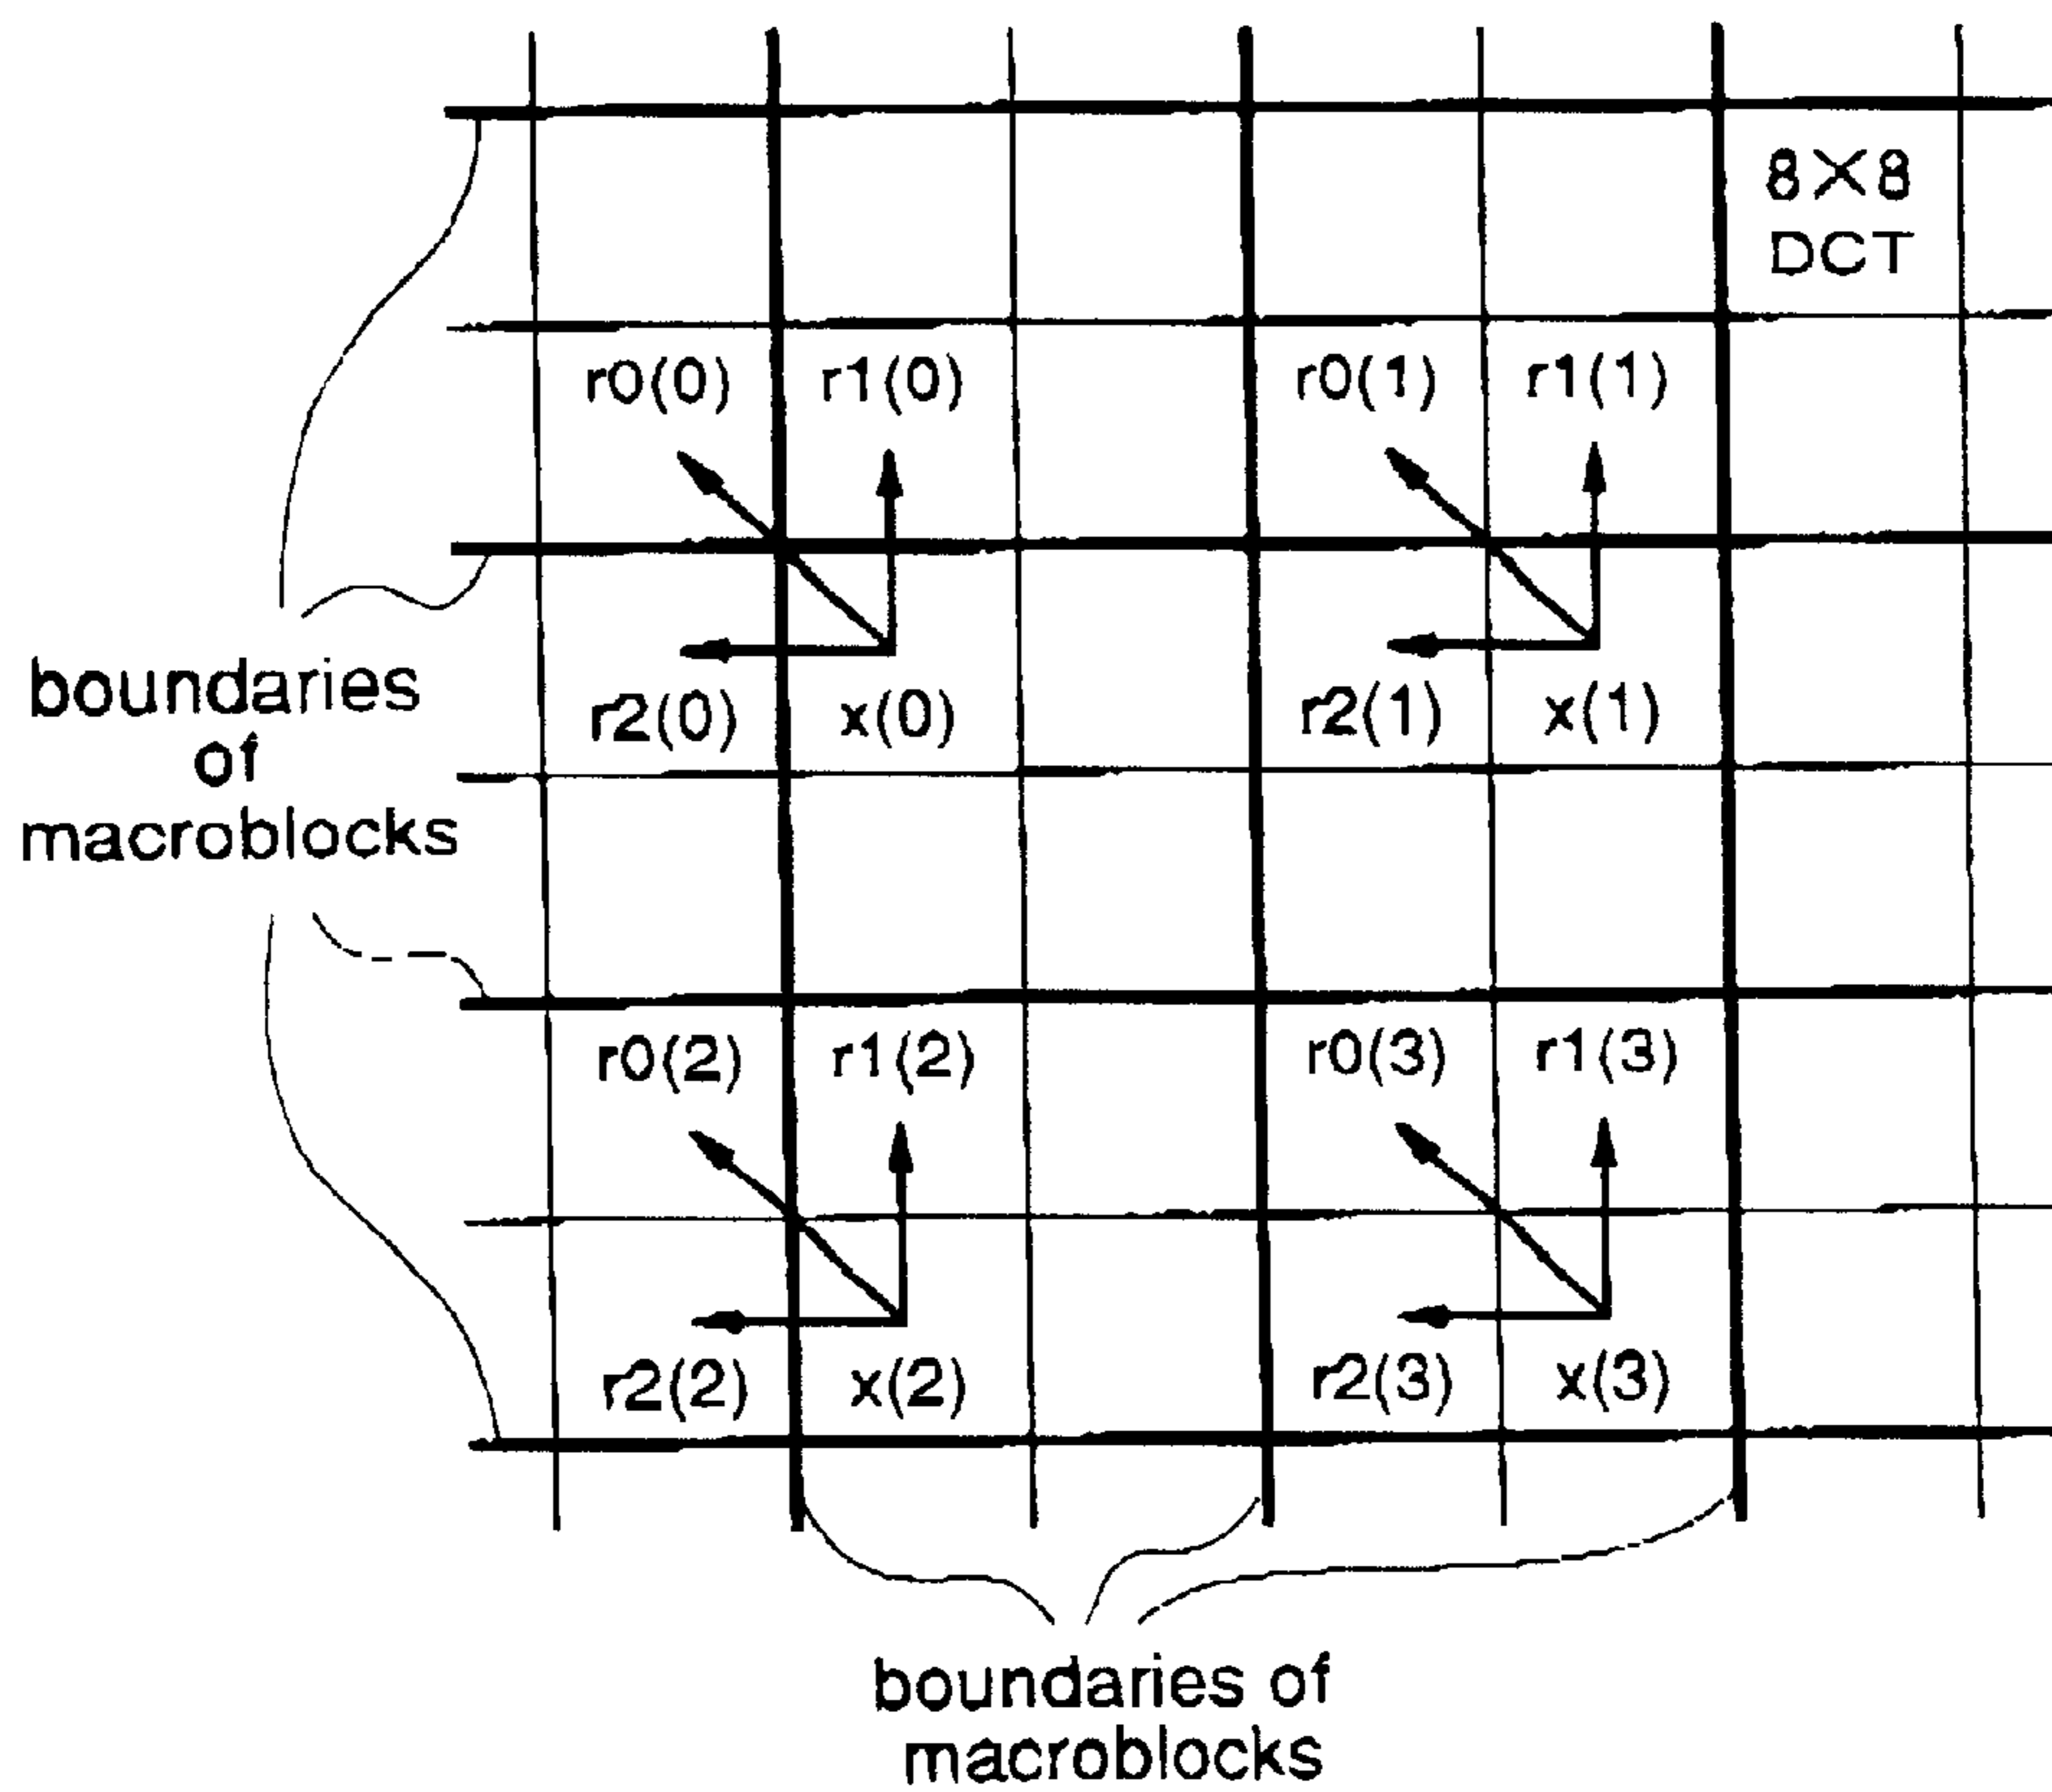 8×8
DCT
r0(0) r1(0) r0(1) r1(1)
r2(0) x(0) r2(1) x(1)
boundaries
of
macroblocks
r0(2) r1(2) r0(3) r1(3)
r2(2) x(2) r2(3) x(3)
boundaries of
macroblocks